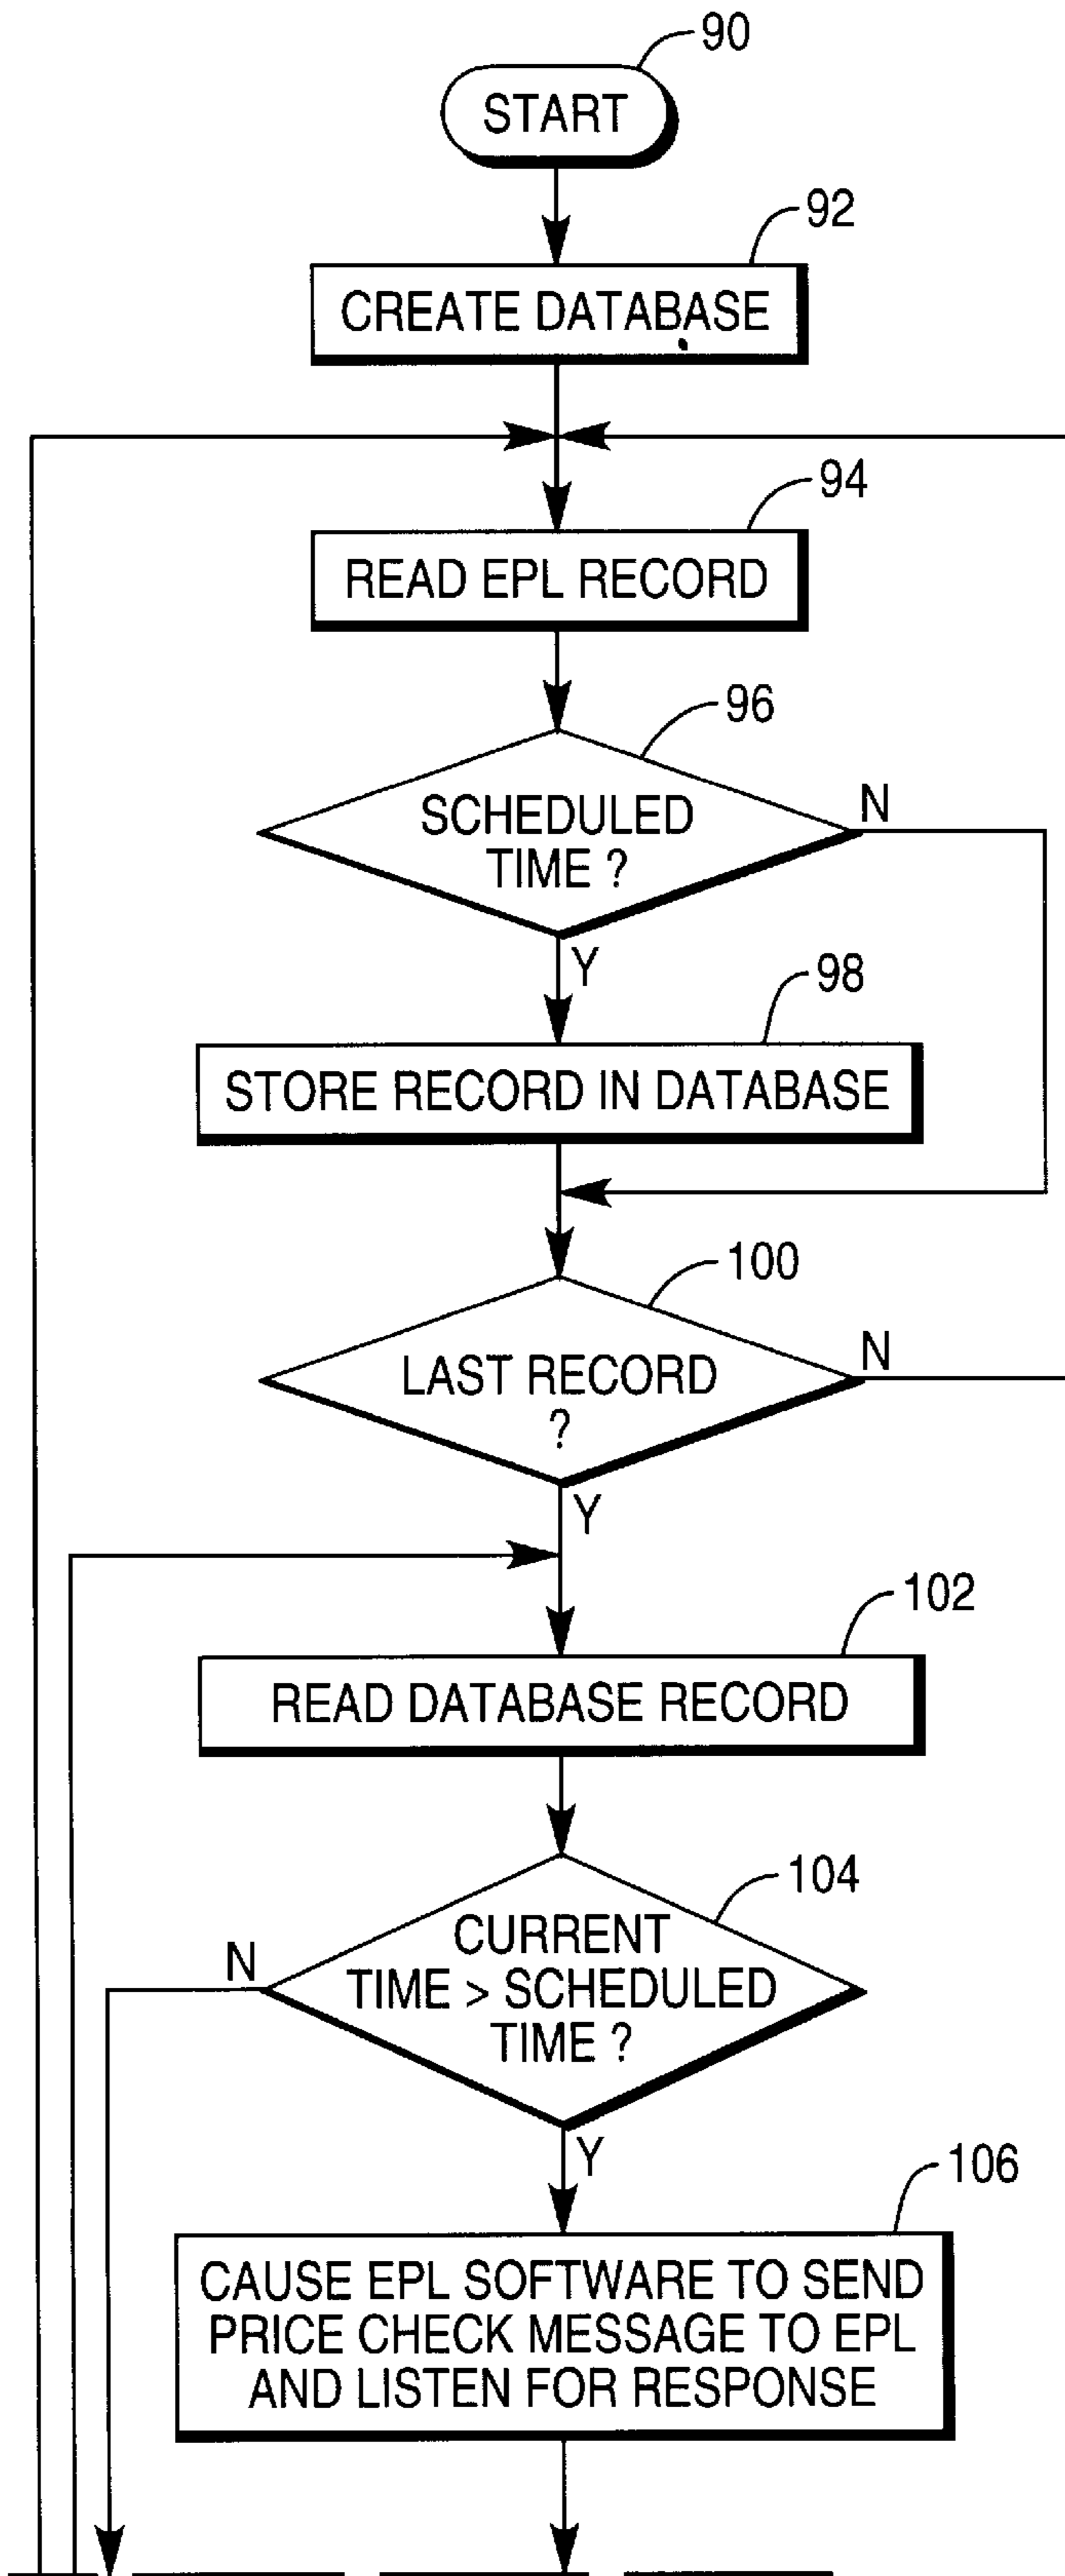 90
START
92
CREATE DATABASE
94
READ EPL RECORD
96
SCHEDULED
TIME ?
N
Y
98
STORE RECORD IN DATABASE
100
LAST RECORD
?
N
Y
102
READ DATABASE RECORD
104
CURRENT
TIME > SCHEDULED
TIME ?
N
Y
106
CAUSE EPL SOFTWARE TO SEND
PRICE CHECK MESSAGE TO EPL
AND LISTEN FOR RESPONSE